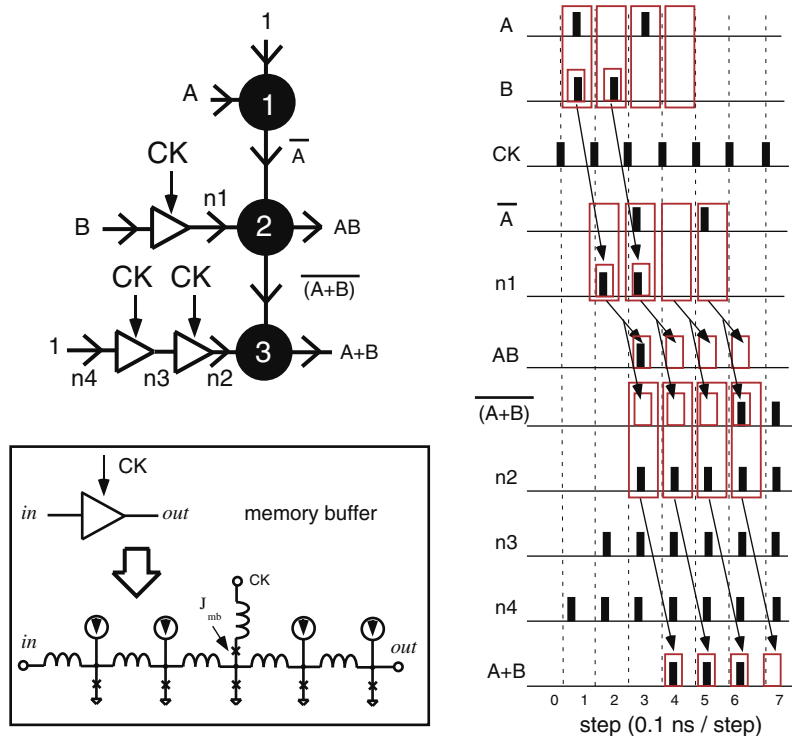 1
A
1
A̅
CK
B
n1
2
AB
CK
CK
(A+B)̅
1
n4
n3
n2
3
A+B
CK
in
out
memory buffer
CK
J mb
in
out
A
B
CK
A̅
n1
AB
(A+B)̅
n2
n3
n4
A+B
0 1 2 3 4 5 6 7
step (0.1 ns / step)